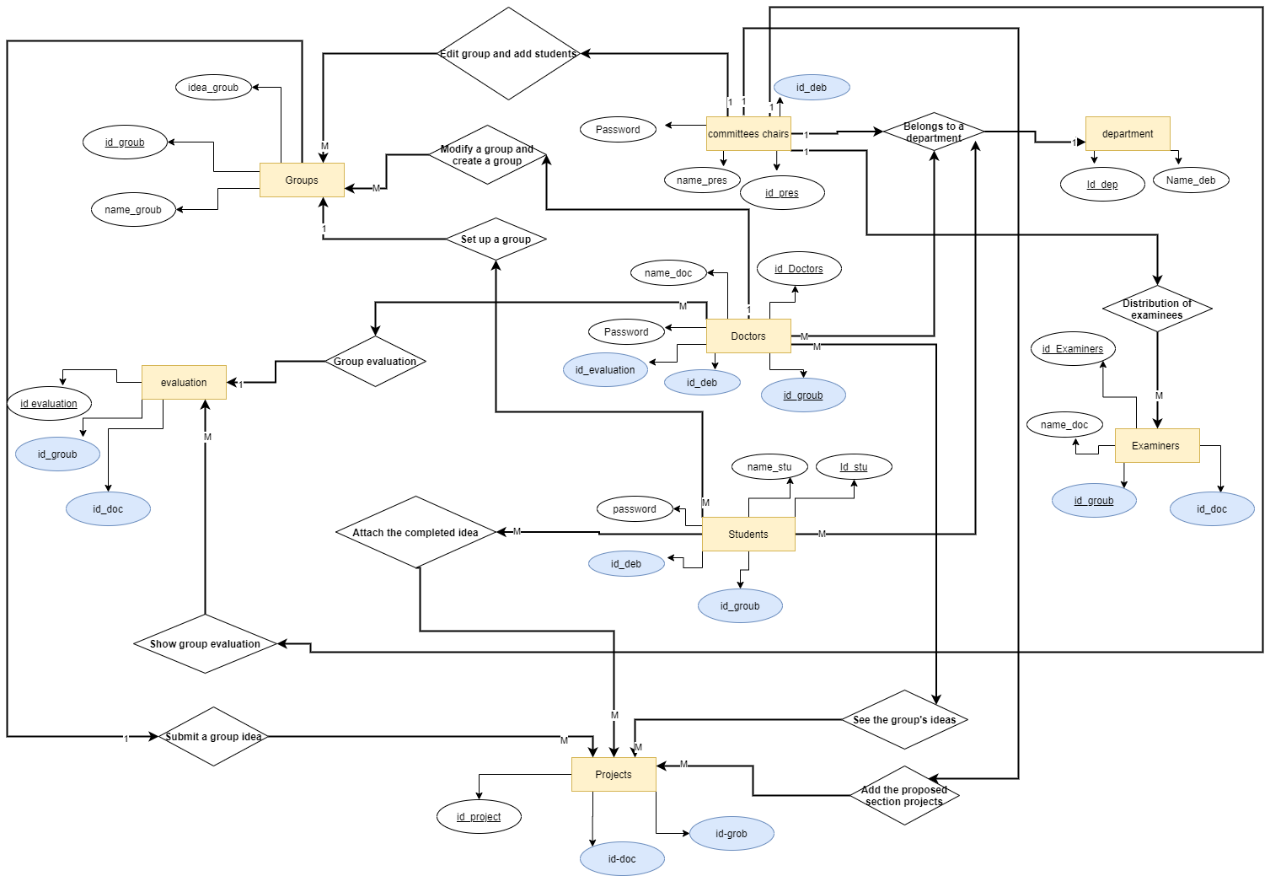 Edit group and add students
idea_groub
id_deb
1
1
1
Password
committees chairs
1
Belongs to a
department
1
department
id_groub
M
Modify a group and
create a group
1
Groups
M
name_pres
id_pres
Id_dep
Name_deb
name_groub
1
Set up a group
name_doc
id_Doctors
M
1
Distribution of
examinees
Password
Doctors
M
M
id_Examiners
Group evaluation
id_evaluation
id_deb
id_groub
evaluation
1
id evaluation
M
name_doc
M
Examiners
id_groub
name_stu
Id_stu
id_groub
id_doc
id_doc
password
M
Attach the completed idea
M
Students
M
id_deb
id_groub
Show group evaluation
M
See the group's ideas
1
Submit a group idea
M
M
M
Projects
Add the proposed
section projects
id_project
id-grob
id-doc